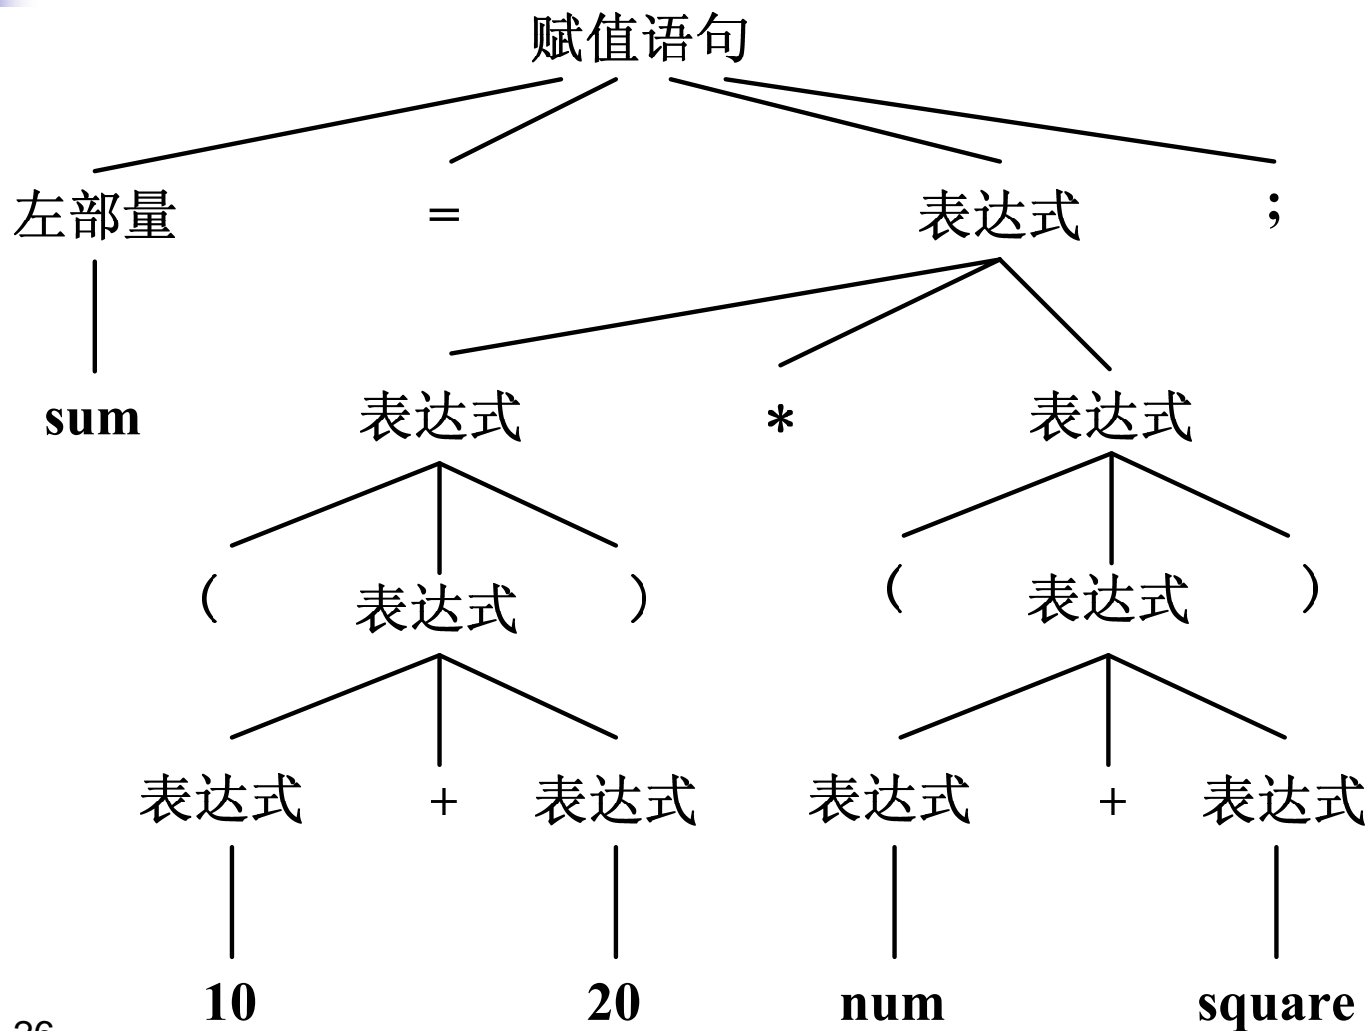 赋值语句
左部量 = 表达式 ;
sum 表达式 * 表达式
( 表达式 ) ( 表达式 )
表达式 + 表达式 表达式 + 表达式
10 20 num square